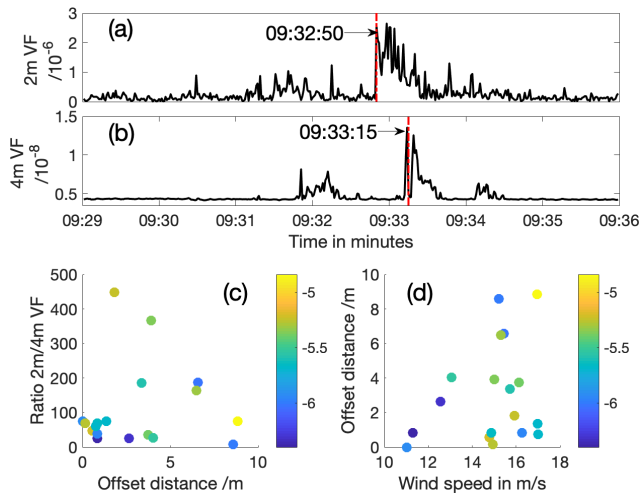 (a)
09:32:50
3
2
1
0
2m VF
/10⁻⁶
(b)
09:33:15
1.5
1
0.5
4m VF
/10⁻⁸
09:29 09:30 09:31 09:32 09:33 09:34 09:35 09:36
Time in minutes
(c)
500
400
300
200
100
0
Ratio 2m/4m VF
0 5 10
Offset distance /m
-5
-5.5
-6
(d)
10
8
6
4
2
0
Offset distance /m
10 12 14 16 18
Wind speed in m/s
-5
-5.5
-6